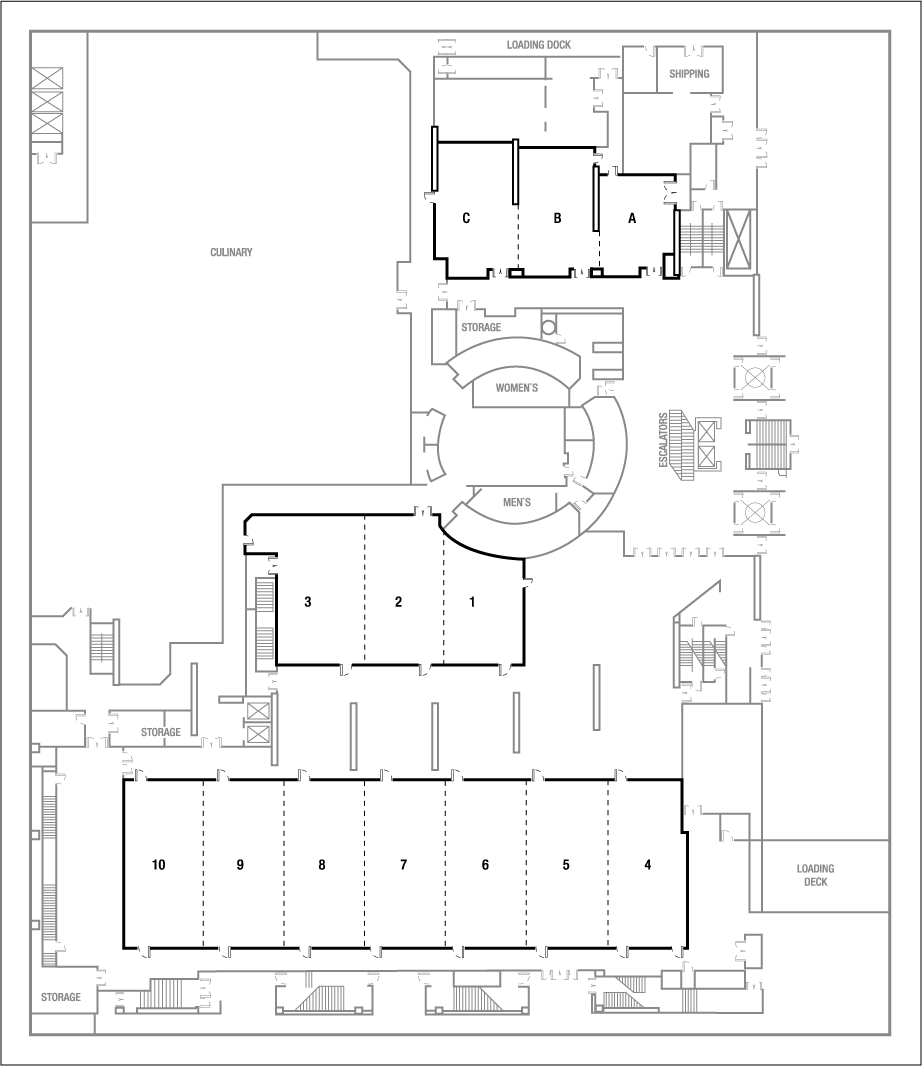 LOADING DOCK
SHIPPING
C
B
A
CULINARY
STORAGE
WOMEN`S
ESCALATORS
MEN`S
3
2
1
STORAGE
10
9
8
7
6
5
4
LOADING
DECK
STORAGE